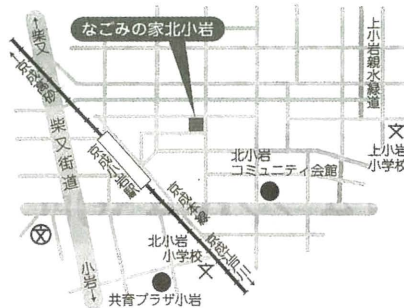 なごみの家北小岩
↑柴又
↑京成高砂
柴又街道
小岩↓
京成小岩駅
京成本線
京成江戸川↓
上小岩親水緑道
上小岩
小学校
北小岩
コミュニティ会館
北小岩
小学校
共育プラザ小岩